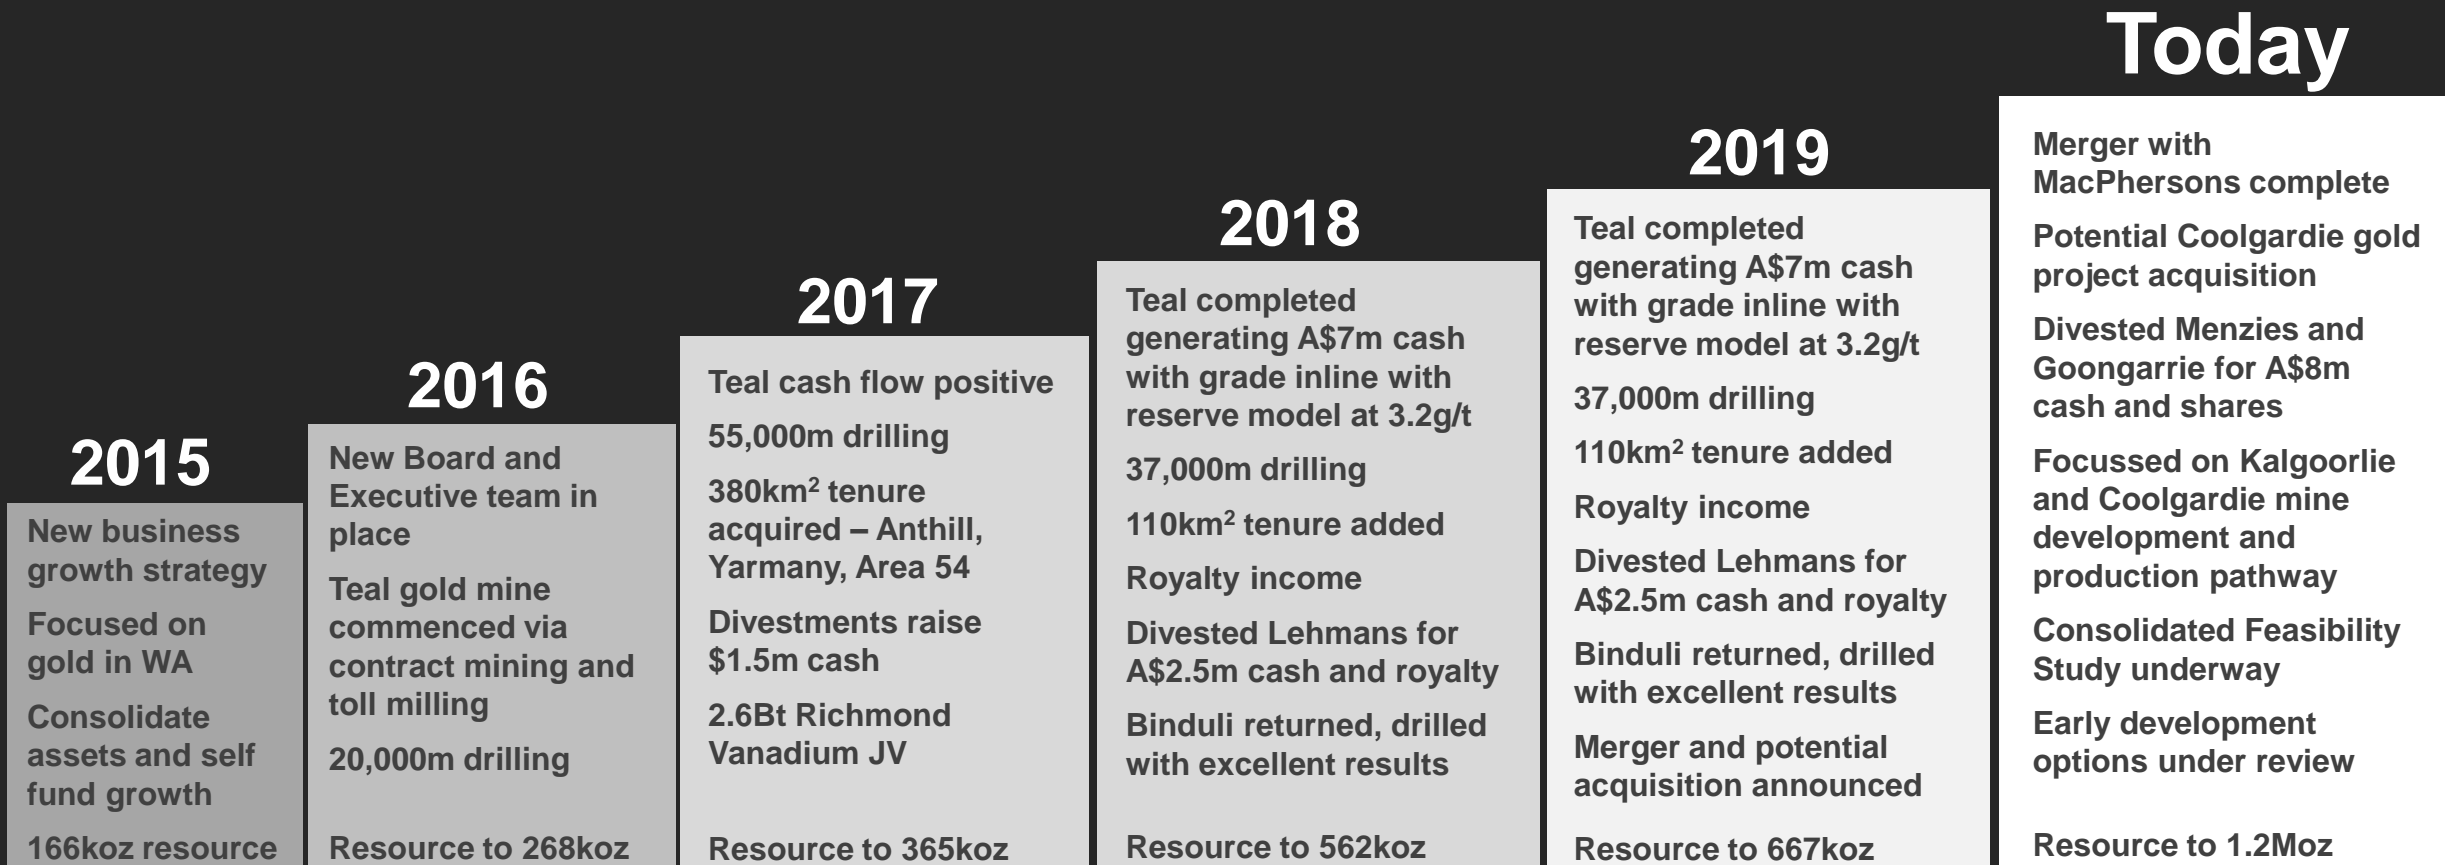 2015
New business
growth strategy
Focused on
gold in WA
Consolidate
assets and self
fund growth
166koz resource
2016
New Board and
Executive team in
place
Teal gold mine
commenced via
contract mining and
toll milling
20,000m drilling
Resource to 268koz
2017
Teal cash flow positive
55,000m drilling
380km² tenure
acquired – Anthill,
Yarmany, Area 54
Divestments raise
$1.5m cash
2.6Bt Richmond
Vanadium JV
Resource to 365koz
2018
Teal completed
generating A$7m cash
with grade inline with
reserve model at 3.2g/t
37,000m drilling
110km² tenure added
Royalty income
Divested Lehmans for
A$2.5m cash and royalty
Binduli returned, drilled
with excellent results
Resource to 562koz
2019
Teal completed
generating A$7m cash
with grade inline with
reserve model at 3.2g/t
37,000m drilling
110km² tenure added
Royalty income
Divested Lehmans for
A$2.5m cash and royalty
Binduli returned, drilled
with excellent results
Merger and potential
acquisition announced
Resource to 667koz
Today
Merger with
MacPhersons complete
Potential Coolgardie gold
project acquisition
Divested Menzies and
Goongarrie for A$8m
cash and shares
Focussed on Kalgoorlie
and Coolgardie mine
development and
production pathway
Consolidated Feasibility
Study underway
Early development
options under review
Resource to 1.2Moz